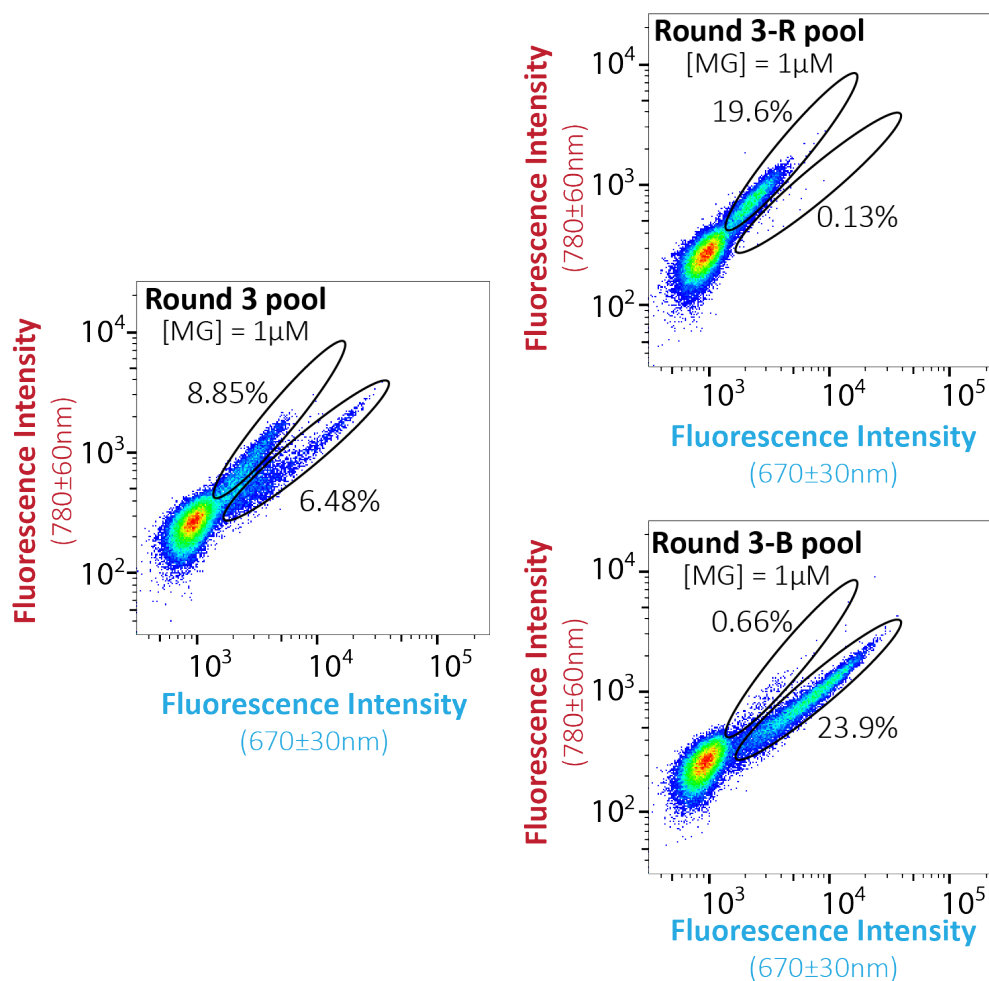 Round 3 pool
[MG] = 1µM
8.85%
6.48%
10⁴
10³
10²
10³
10⁴
10⁵
Fluorescence Intensity
(780±60nm)
Fluorescence Intensity
(670±30nm)
Round 3-R pool
[MG] = 1µM
19.6%
0.13%
10⁴
10³
10²
10³
10⁴
10⁵
Fluorescence Intensity
(780±60nm)
Fluorescence Intensity
(670±30nm)
Round 3-B pool
[MG] = 1µM
0.66%
23.9%
10⁴
10³
10²
10³
10⁴
10⁵
Fluorescence Intensity
(780±60nm)
Fluorescence Intensity
(670±30nm)